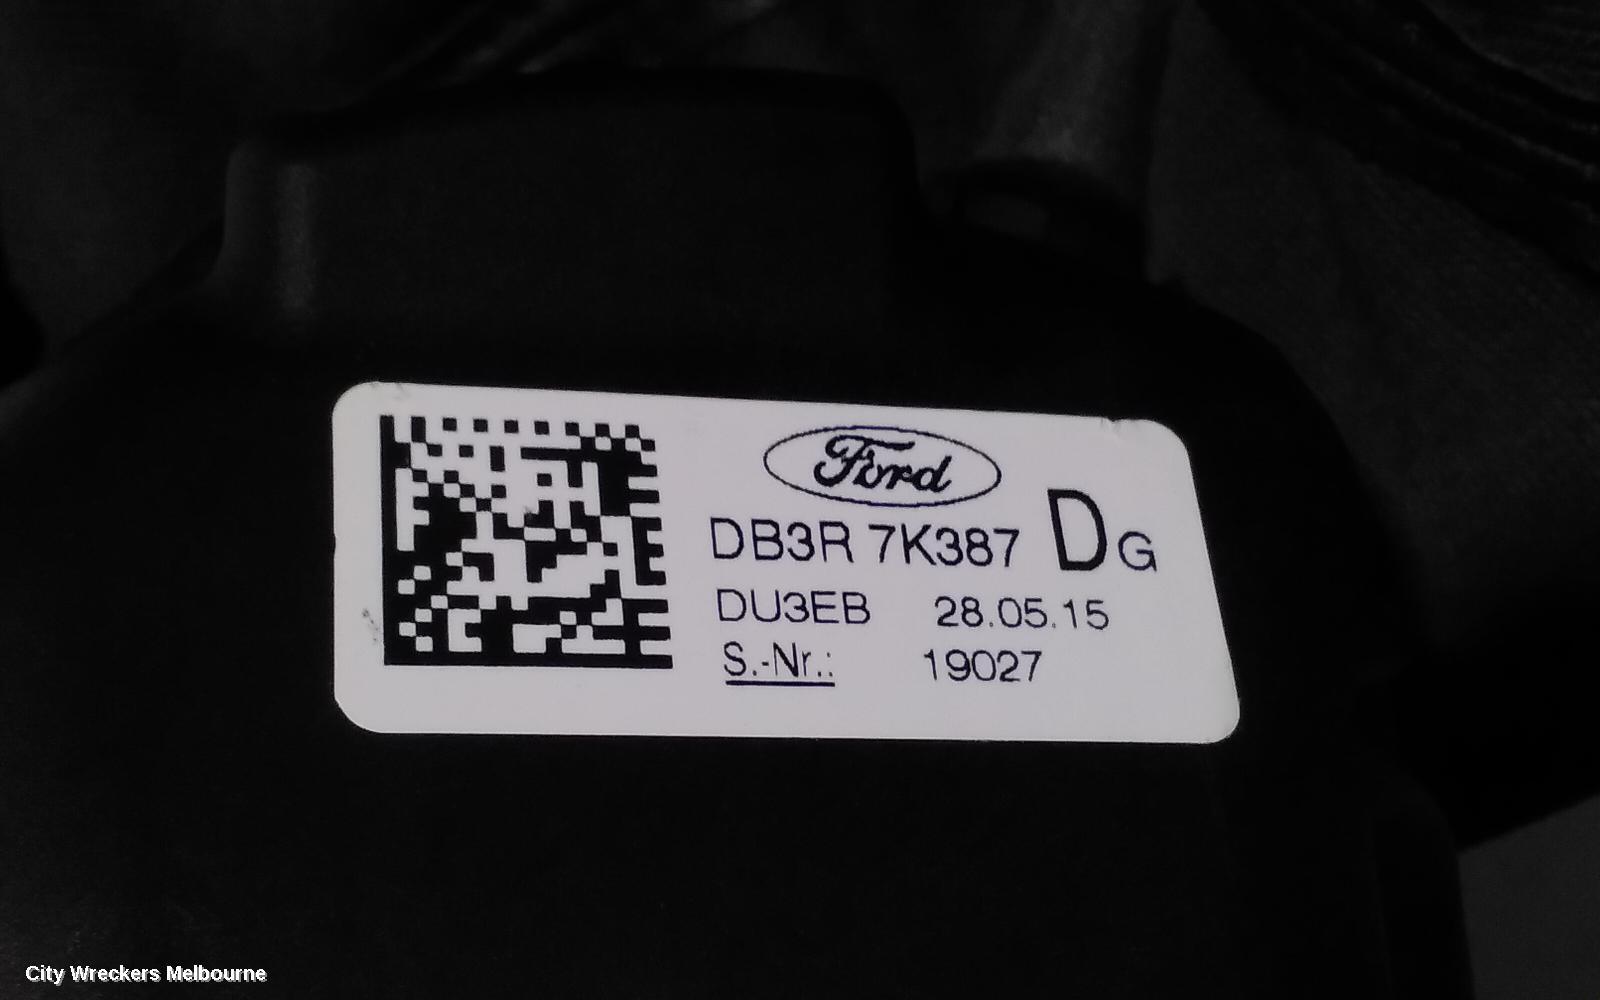 Ford
DB3R 7K387 DG
DU3EB 28.05.15
S.-Nr.: 19027
City Wreckers Melbourne